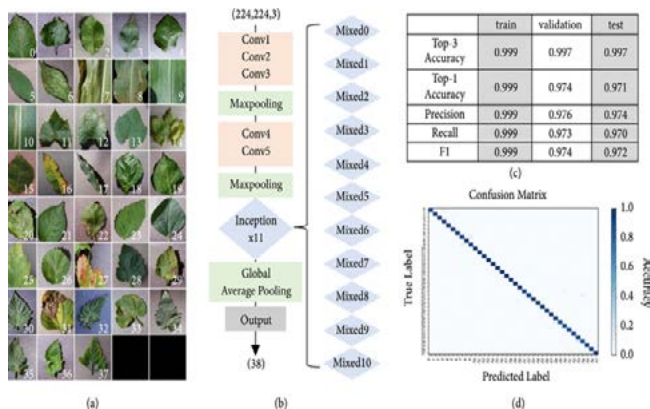 0 1 2 3 4
5 6 7 8 9
10 11 12 13 14
15 16 17 18 19
20 21 22 23 24
25 26 27 28 29
30 31 32 33 34
35 36 37
(a)
(224,224,3)
Conv1
Conv2
Conv3
Maxpooling
Conv4
Conv5
Maxpooling
Inception
x11
Global
Average Pooling
Output
(38)
(b)
Mixed0
Mixed1
Mixed2
Mixed3
Mixed4
Mixed5
Mixed6
Mixed7
Mixed8
Mixed9
Mixed10
train validation test
Top-3
Accuracy 0.999 0.997 0.997
Top-1
Accuracy 0.999 0.974 0.971
Precision 0.999 0.976 0.974
Recall 0.999 0.973 0.970
F1 0.999 0.974 0.972
(c)
Confusion Matrix
True Label
Predicted Label
1.0
0.8
0.6
0.4
0.2
0.0
Accuracy
(d)